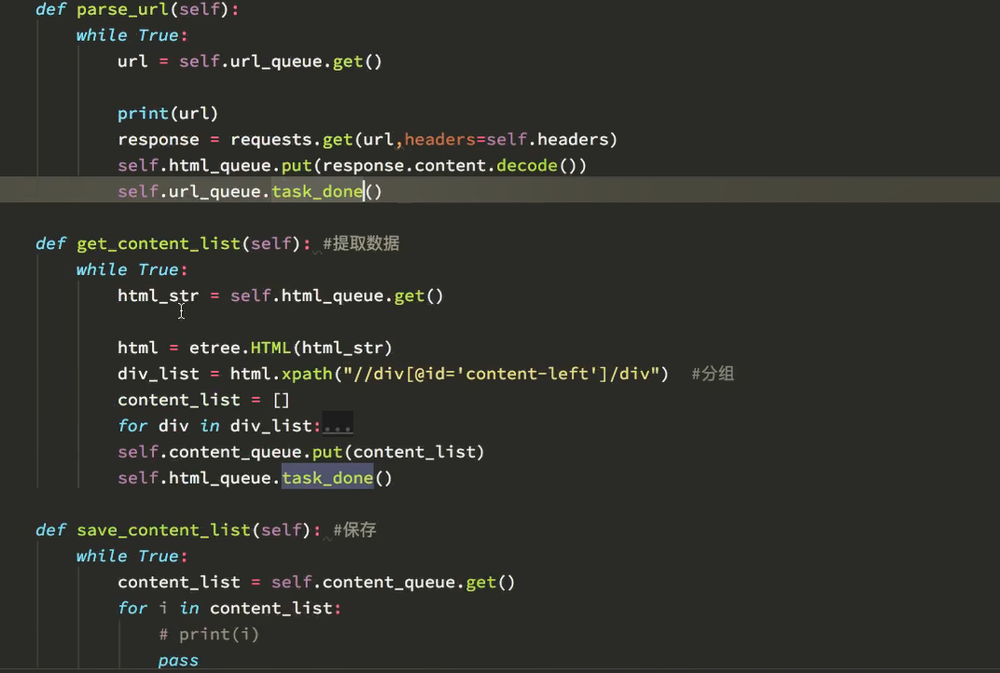 def parse_url(self):
while True:
url = self.url_queue.get()
print(url)
response = requests.get(url,headers=self.headers)
self.html_queue.put(response.content.decode())
self.url_queue.task_done()
def get_content_list(self): #提取数据
while True:
html_str = self.html_queue.get()
html = etree.HTML(html_str)
div_list = html.xpath("//div[@id='content-left']/div") #分组
content_list = []
for div in div_list:...
self.content_queue.put(content_list)
self.html_queue.task_done()
def save_content_list(self): #保存
while True:
content_list = self.content_queue.get()
for i in content_list:
# print(i)
pass